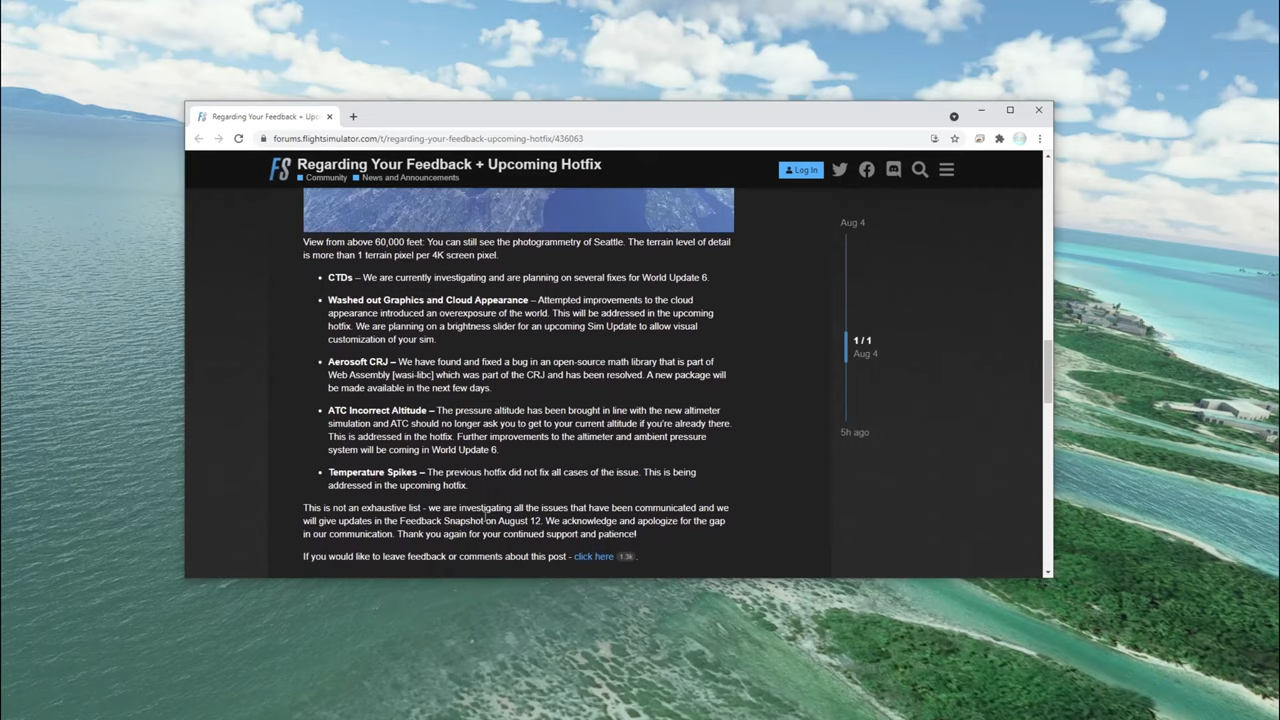 Regarding Your Feedback + Upc
forums.flightsimulator.com/t/regarding-your-feedback-upcoming-hotfix/436063
FS
Regarding Your Feedback + Upcoming Hotfix
Community News and Announcements
Log In
Aug 4
View from above 60,000 feet: You can still see the photogrammetry of Seattle. The terrain level of detail
is more than 1 terrain pixel per 4K screen pixel.
CTDs – We are currently investigating and are planning on several fixes for World Update 6.
Washed out Graphics and Cloud Appearance – Attempted improvements to the cloud
appearance introduced an overexposure of the world. This will be addressed in the upcoming
hotfix. We are planning on a brightness slider for an upcoming Sim Update to allow visual
customization of your sim.
1 / 1
Aug 4
Aerosoft CRJ – We have found and fixed a bug in an open-source math library that is part of
Web Assembly [wasi-libc] which was part of the CRJ and has been resolved. A new package will
be made available in the next few days.
ATC Incorrect Altitude – The pressure altitude has been brought in line with the new altimeter
simulation and ATC should no longer ask you to get to your current altitude if you're already there.
This is addressed in the hotfix. Further improvements to the altimeter and ambient pressure
system will be coming in World Update 6.
5h ago
Temperature Spikes – The previous hotfix did not fix all cases of the issue. This is being
addressed in the upcoming hotfix.
This is not an exhaustive list - we are investigating all the issues that have been communicated and we
will give updates in the Feedback Snapshot on August 12. We acknowledge and apologize for the gap
in our communication. Thank you again for your continued support and patience!
If you would like to leave feedback or comments about this post - click here 1.3k .